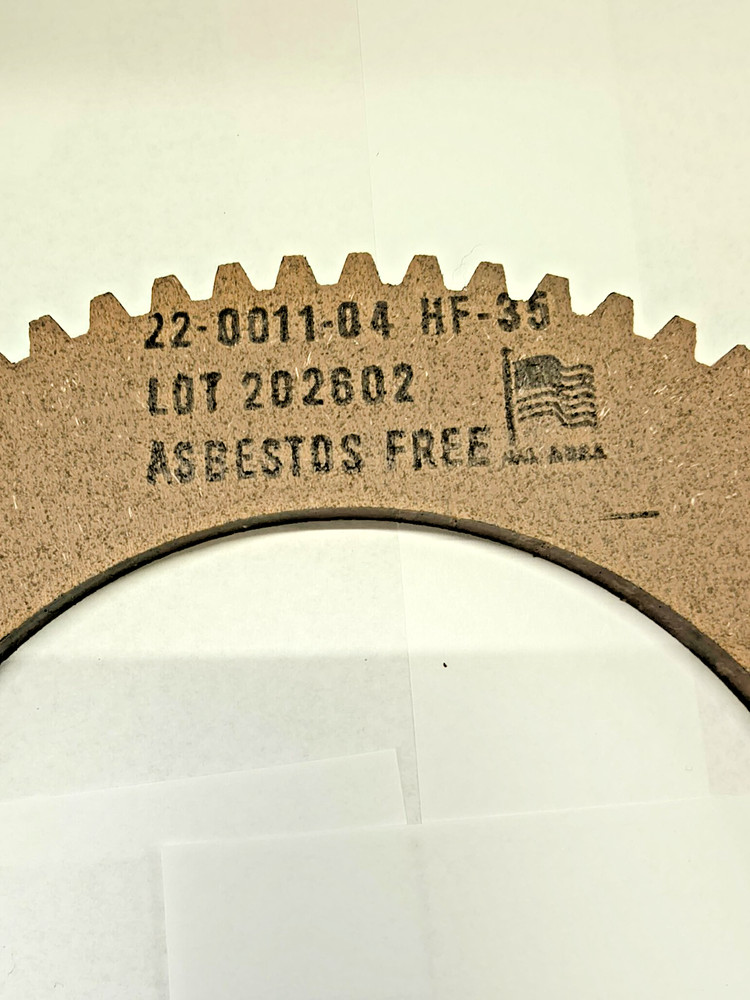 22-0011-04 HF-35
LOT 202602
ASBESTOS FREE